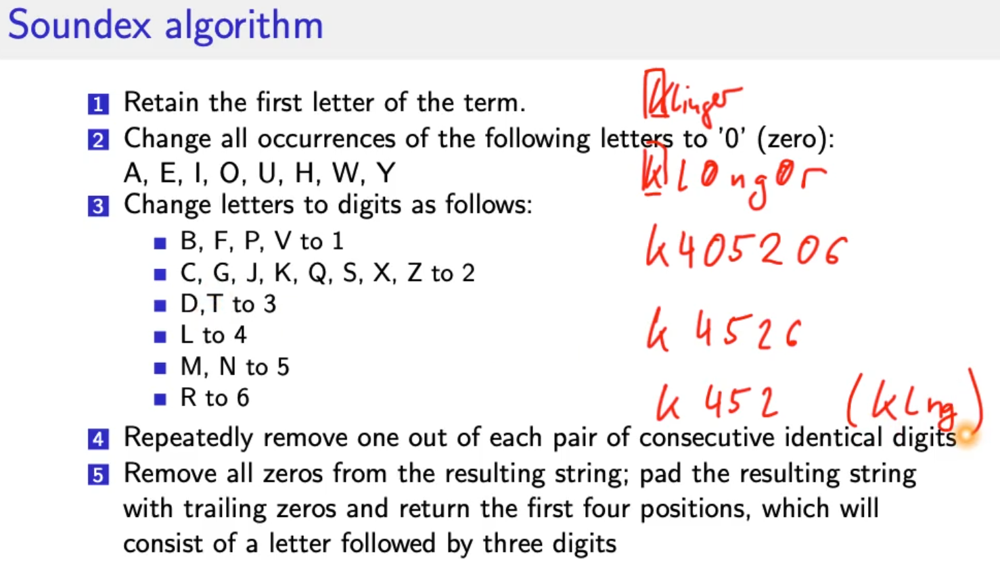 Soundex algorithm
1 Retain the first letter of the term.
Klinger
2 Change all occurrences of the following letters to '0' (zero):
A, E, I, O, U, H, W, Y
kl0ng0r
3 Change letters to digits as follows:
B, F, P, V to 1
k405206
C, G, J, K, Q, S, X, Z to 2
D,T to 3
L to 4
k 4526
M, N to 5
R to 6
k 452 (kLng)
4 Repeatedly remove one out of each pair of consecutive identical digits
5 Remove all zeros from the resulting string; pad the resulting string
with trailing zeros and return the first four positions, which will
consist of a letter followed by three digits